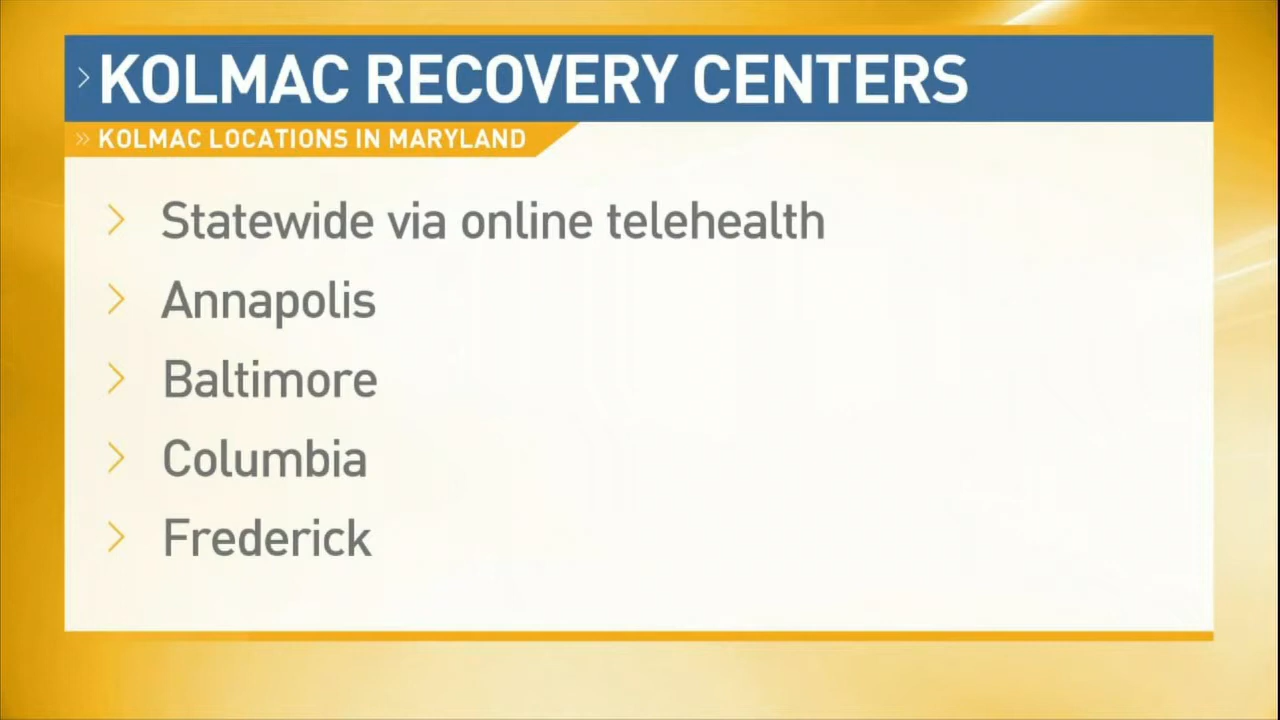 KOLMAC RECOVERY CENTERS
KOLMAC LOCATIONS IN MARYLAND
Statewide via online telehealth
Annapolis
Baltimore
Columbia
Frederick